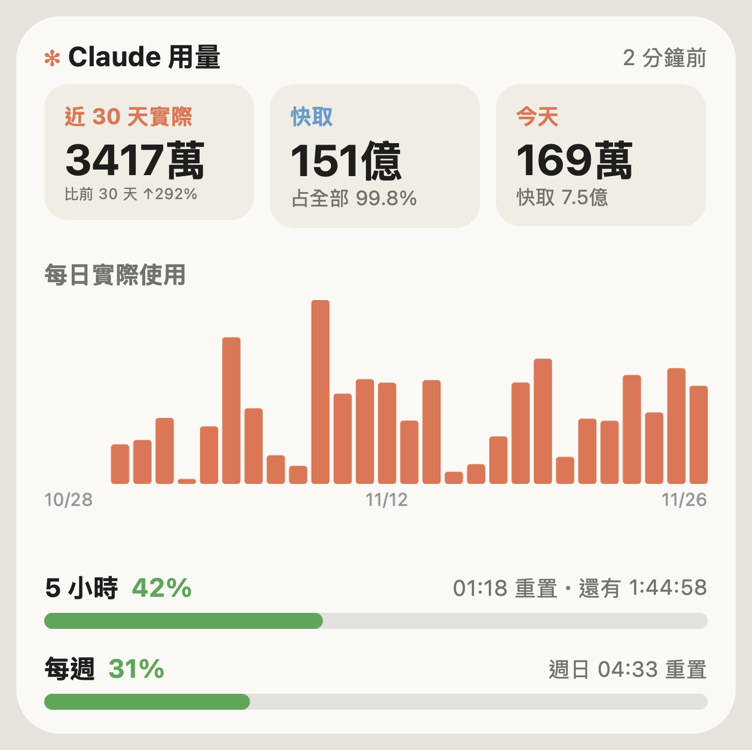 ✻ Claude 用量
2 分鐘前
近 30 天實際
3417萬
比前 30 天 ↑292%
快取
151億
占全部 99.8%
今天
169萬
快取 7.5億
每日實際使用
10/28 11/12 11/26
5 小時 42%
01:18 重置・還有 1:44:58
每週 31%
週日 04:33 重置